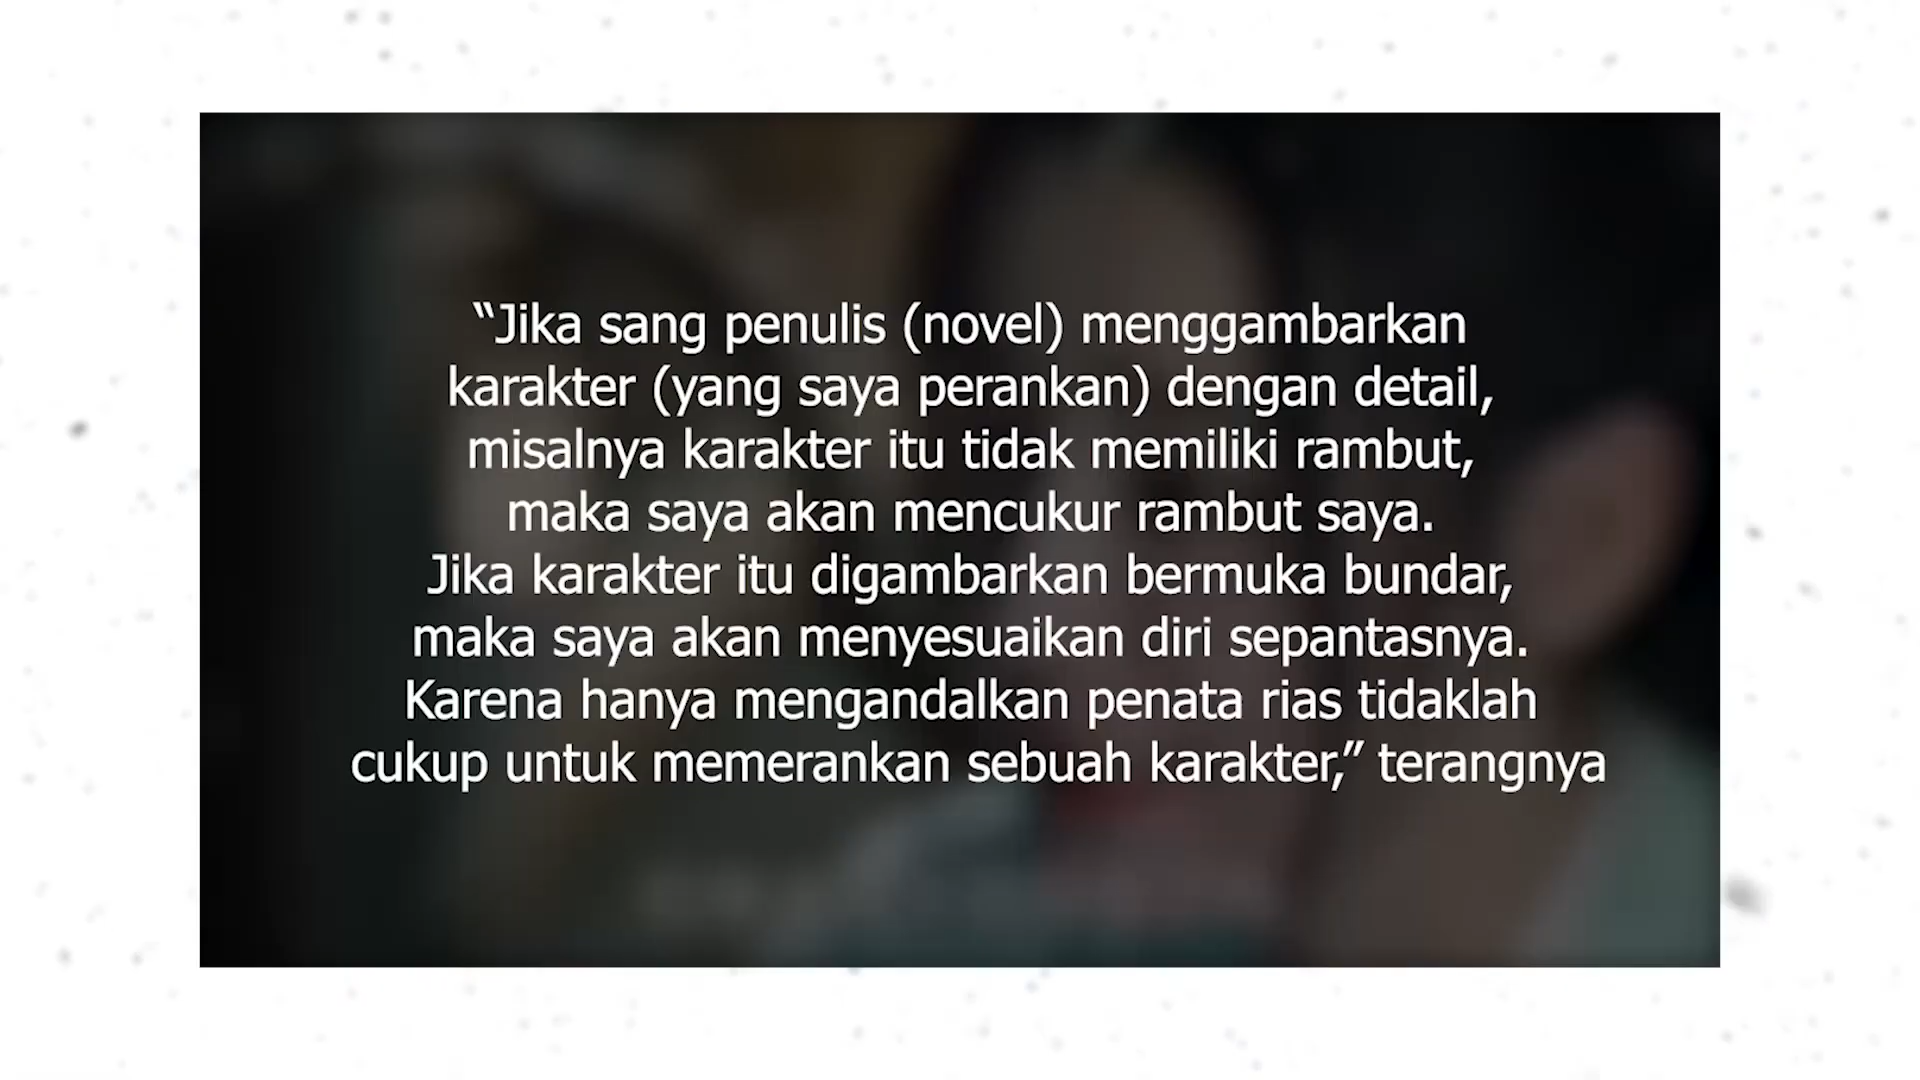 “Jika sang penulis (novel) menggambarkan
karakter (yang saya perankan) dengan detail,
misalnya karakter itu tidak memiliki rambut,
maka saya akan mencukur rambut saya.
Jika karakter itu digambarkan bermuka bundar,
maka saya akan menyesuaikan diri sepantasnya.
Karena hanya mengandalkan penata rias tidaklah
cukup untuk memerankan sebuah karakter,” terangnya